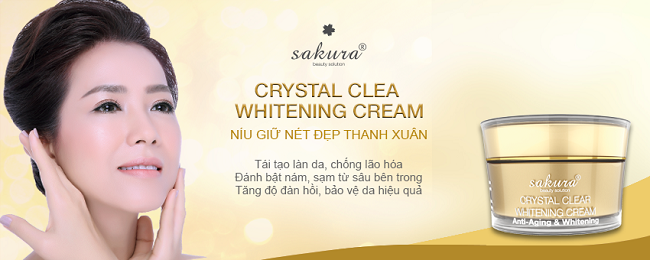 sakura®
beauty solution
CRYSTAL CLEA
WHITENING CREAM
NÍU GIỮ NÉT ĐẸP THANH XUÂN
Tái tạo làn da, chống lão hóa
Đánh bật nám, sạm từ sâu bên trong
Tăng độ đàn hồi, bảo vệ da hiệu quả
sakura®
beauty solution
CRYSTAL CLEAR
WHITENING CREAM
Anti-Aging & Whitening